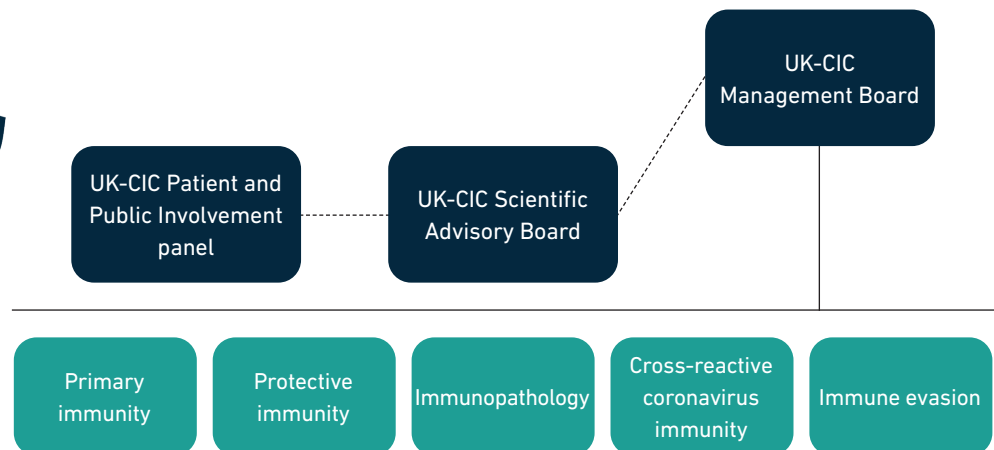 UK-CIC
Management Board
UK-CIC Patient and
Public Involvement
panel
UK-CIC Scientific
Advisory Board
Primary
immunity
Protective
immunity
Immunopathology
Cross-reactive
coronavirus
immunity
Immune evasion